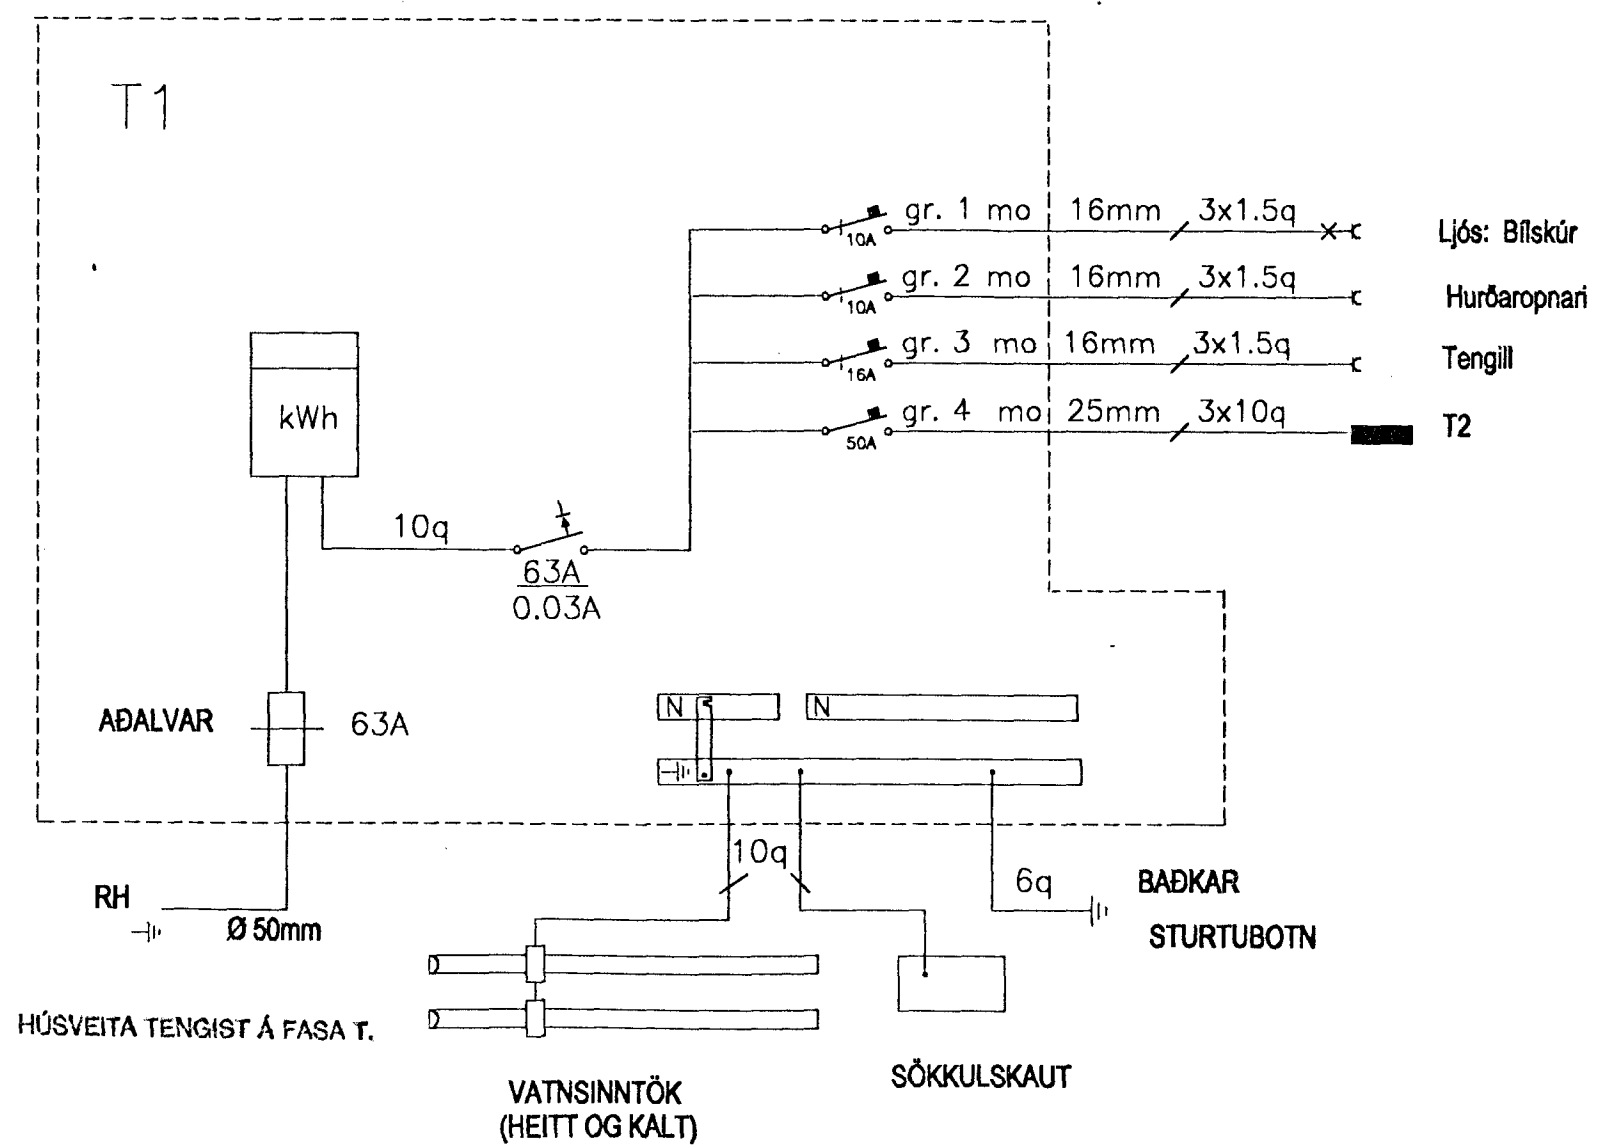 T1
gr. 1 mo 16mm 3x1.5q Ljós: Bílskúr
10A
gr. 2 mo 16mm 3x1.5q Hurðaropnari
10A
gr. 3 mo 16mm 3x1.5q Tengill
16A
gr. 4 mo 25mm 3x10q T2
50A
kWh
10q
63A
0.03A
AÐALVAR 63A
N N
10q
6q
BAÐKAR
STURTUBOTN
RH
Ø 50mm
HÚSVEITA TENGIST Á FASA T.
SÖKKULSKAUT
VATNSINNTÖK
(HEITT OG KALT)